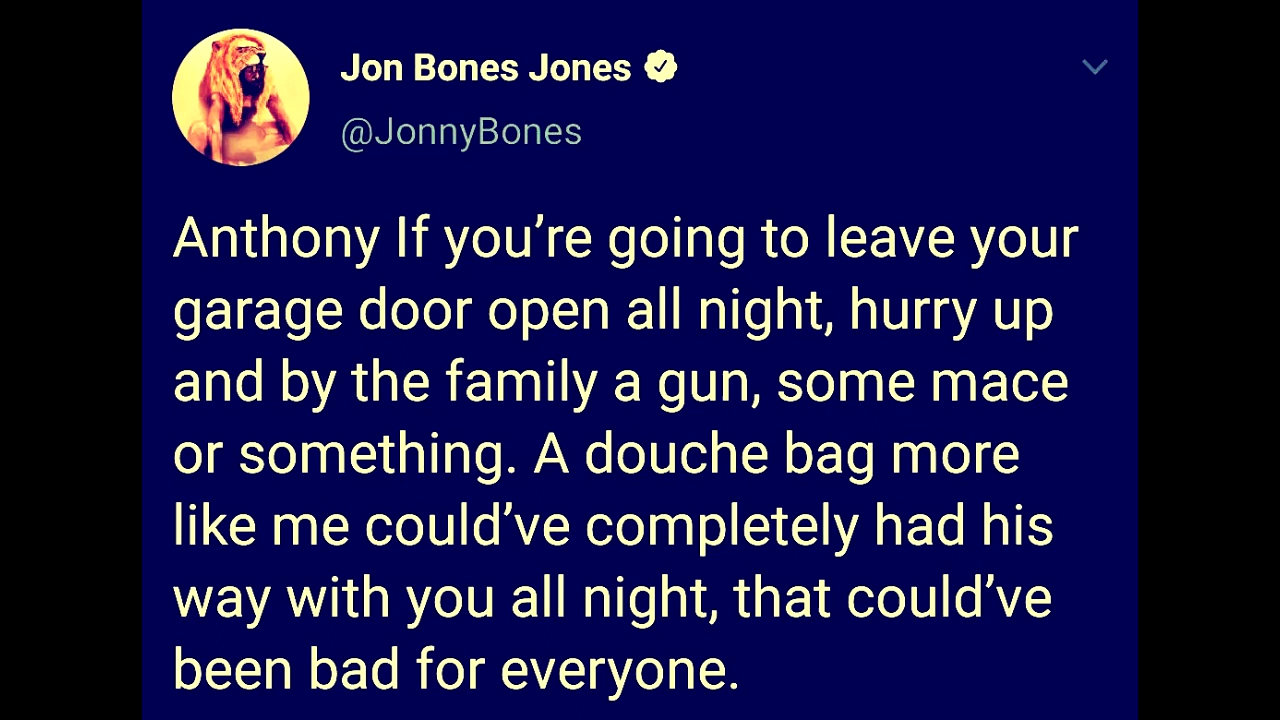 Jon Bones Jones
@JonnyBones
Anthony If you’re going to leave your
garage door open all night, hurry up
and by the family a gun, some mace
or something. A douche bag more
like me could’ve completely had his
way with you all night, that could’ve
been bad for everyone.